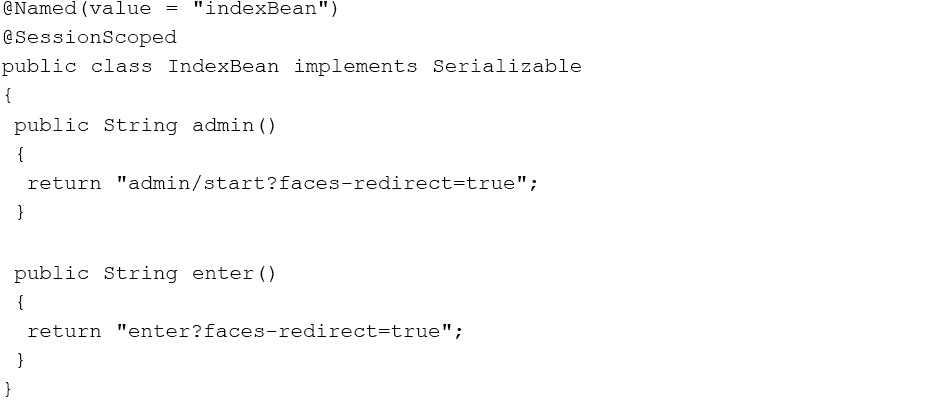 @Named(value = "indexBean")
@SessionScoped
public class IndexBean implements Serializable
{
public String admin()
{
return "admin/start?faces-redirect=true";
}
public String enter()
{
return "enter?faces-redirect=true";
}
}